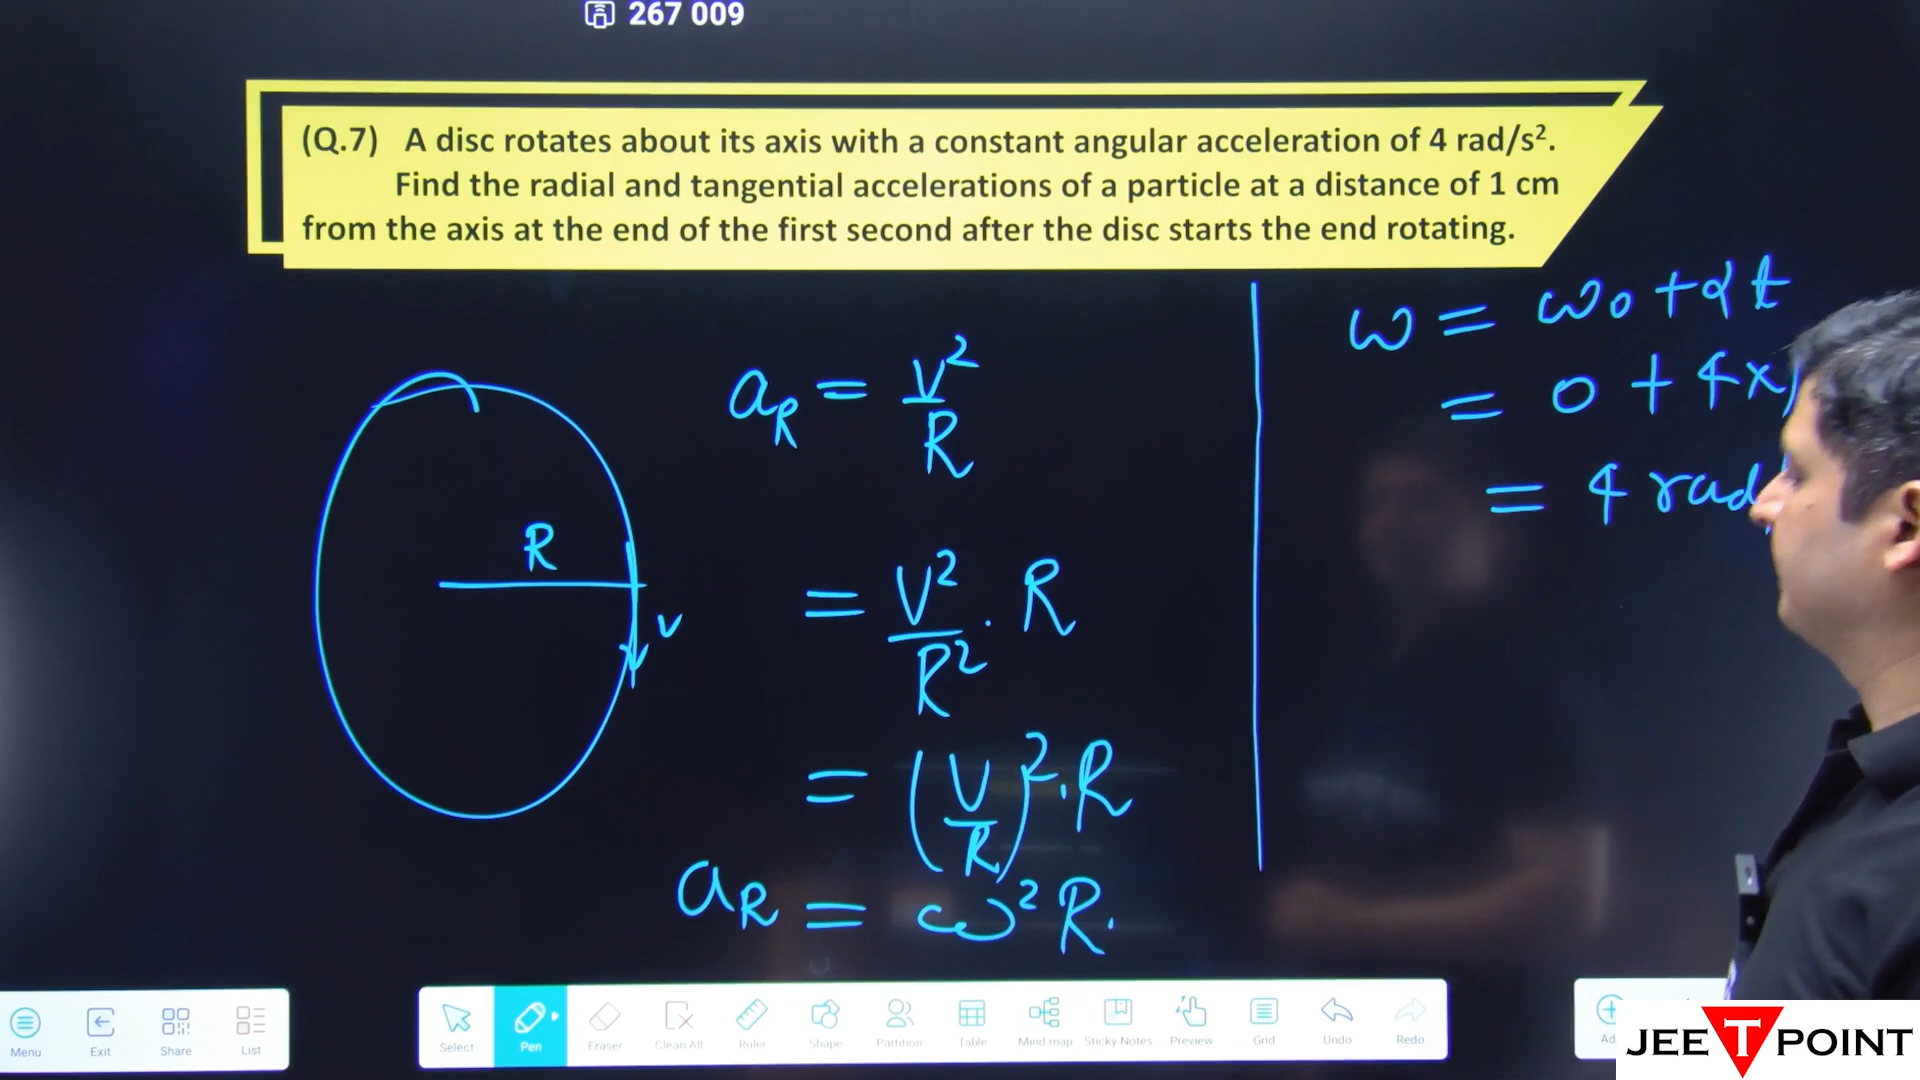 267 009
(Q.7) A disc rotates about its axis with a constant angular acceleration of 4 rad/s².
Find the radial and tangential accelerations of a particle at a distance of 1 cm
from the axis at the end of the first second after the disc starts the end rotating.
ω = ω₀ + αt
= 0 + 4×
= 4 rad
a_R = V²/R
= V²/R² · R
= (V/R)² · R
a_R = ω² R.
R
v
Menu Exit Share List
Select Pen Eraser Clean All Ruler Shape Partition Table Mind map Sticky Notes Preview Grid Undo Redo
JEE T POINT